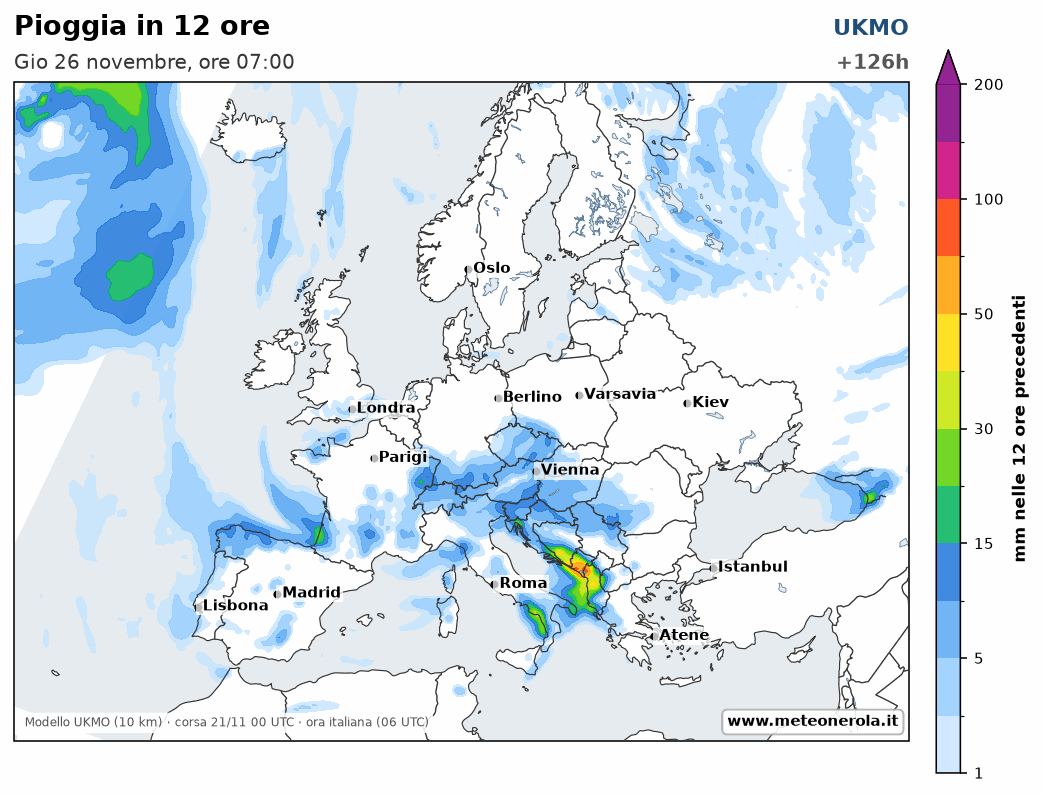 Pioggia in 12 ore
UKMO
Gio 26 novembre, ore 07:00
+126h
200
100
50
30
15
5
1
mm nelle 12 ore precedenti
Oslo
Berlino
Varsavia
Londra
Kiev
Parigi
Vienna
Istanbul
Roma
Madrid
Lisbona
Atene
Modello UKMO (10 km) · corsa 21/11 00 UTC · ora italiana (06 UTC)
www.meteonerola.it